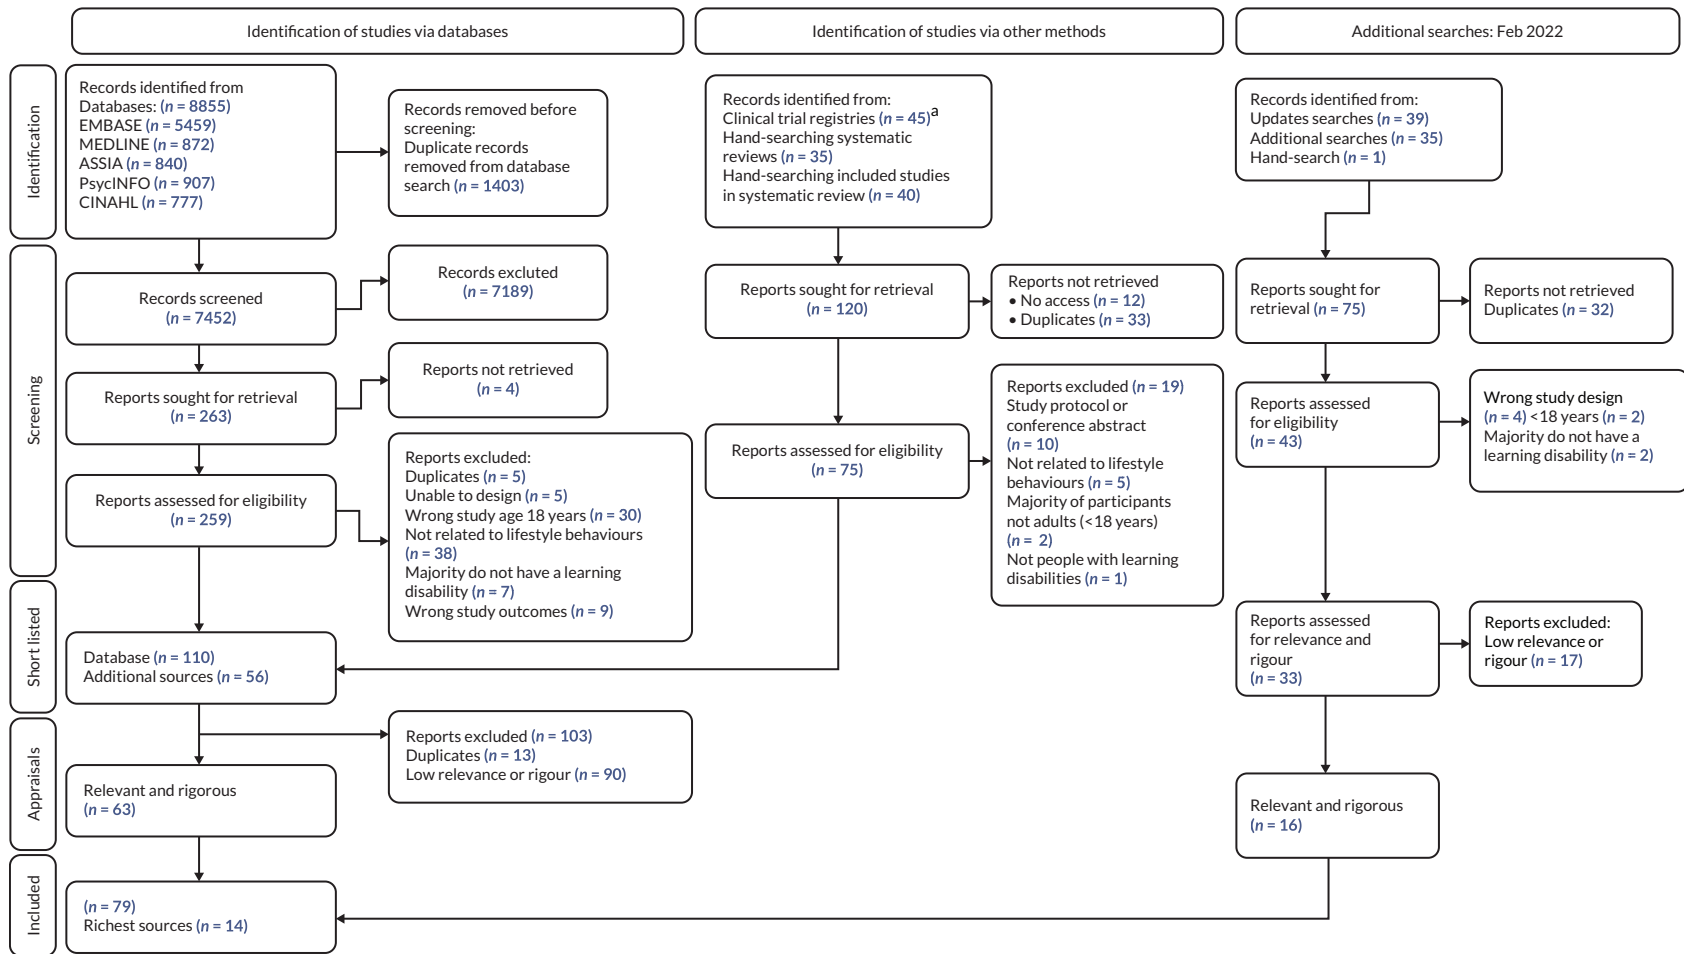 Identification of studies via databases
Identification of studies via other methods
Additional searches: Feb 2022
Identification
Records identified from
Databases: (n = 8855)
EMBASE (n = 5459)
MEDLINE (n = 872)
ASSIA (n = 840)
PsycINFO (n = 907)
CINAHL (n = 777)
Records removed before
screening:
Duplicate records
removed from database
search (n = 1403)
Records identified from:
Clinical trial registries (n = 45)a
Hand-searching systematic
reviews (n = 35)
Hand-searching included studies
in systematic review (n = 40)
Records identified from:
Updates searches (n = 39)
Additional searches (n = 35)
Hand-search (n = 1)
Screening
Records screened
(n = 7452)
Records excluted
(n = 7189)
Reports sought for retrieval
(n = 120)
Reports not retrieved
• No access (n = 12)
• Duplicates (n = 33)
Reports sought for
retrieval (n = 75)
Reports not retrieved
Duplicates (n = 32)
Reports sought for retrieval
(n = 263)
Reports not retrieved
(n = 4)
Reports assessed for eligibility
(n = 259)
Reports excluded:
Duplicates (n = 5)
Unable to design (n = 5)
Wrong study age 18 years (n = 30)
Not related to lifestyle behaviours
(n = 38)
Majority do not have a learning
disability (n = 7)
Wrong study outcomes (n = 9)
Reports assessed for eligibility
(n = 75)
Reports excluded (n = 19)
Study protocol or
conference abstract
(n = 10)
Not related to lifestyle
behaviours (n = 5)
Majority of participants
not adults (<18 years)
(n = 2)
Not people with learning
disabilities (n = 1)
Reports assessed
for eligibility
(n = 43)
Wrong study design
(n = 4) <18 years (n = 2)
Majority do not have a
learning disability (n = 2)
Short listed
Database (n = 110)
Additional sources (n = 56)
Reports assessed
for relevance and
rigour
(n = 33)
Reports excluded:
Low relevance or
rigour (n = 17)
Appraisals
Reports excluded (n = 103)
Duplicates (n = 13)
Low relevance or rigour (n = 90)
Relevant and rigorous
(n = 63)
Relevant and rigorous
(n = 16)
Included
(n = 79)
Richest sources (n = 14)